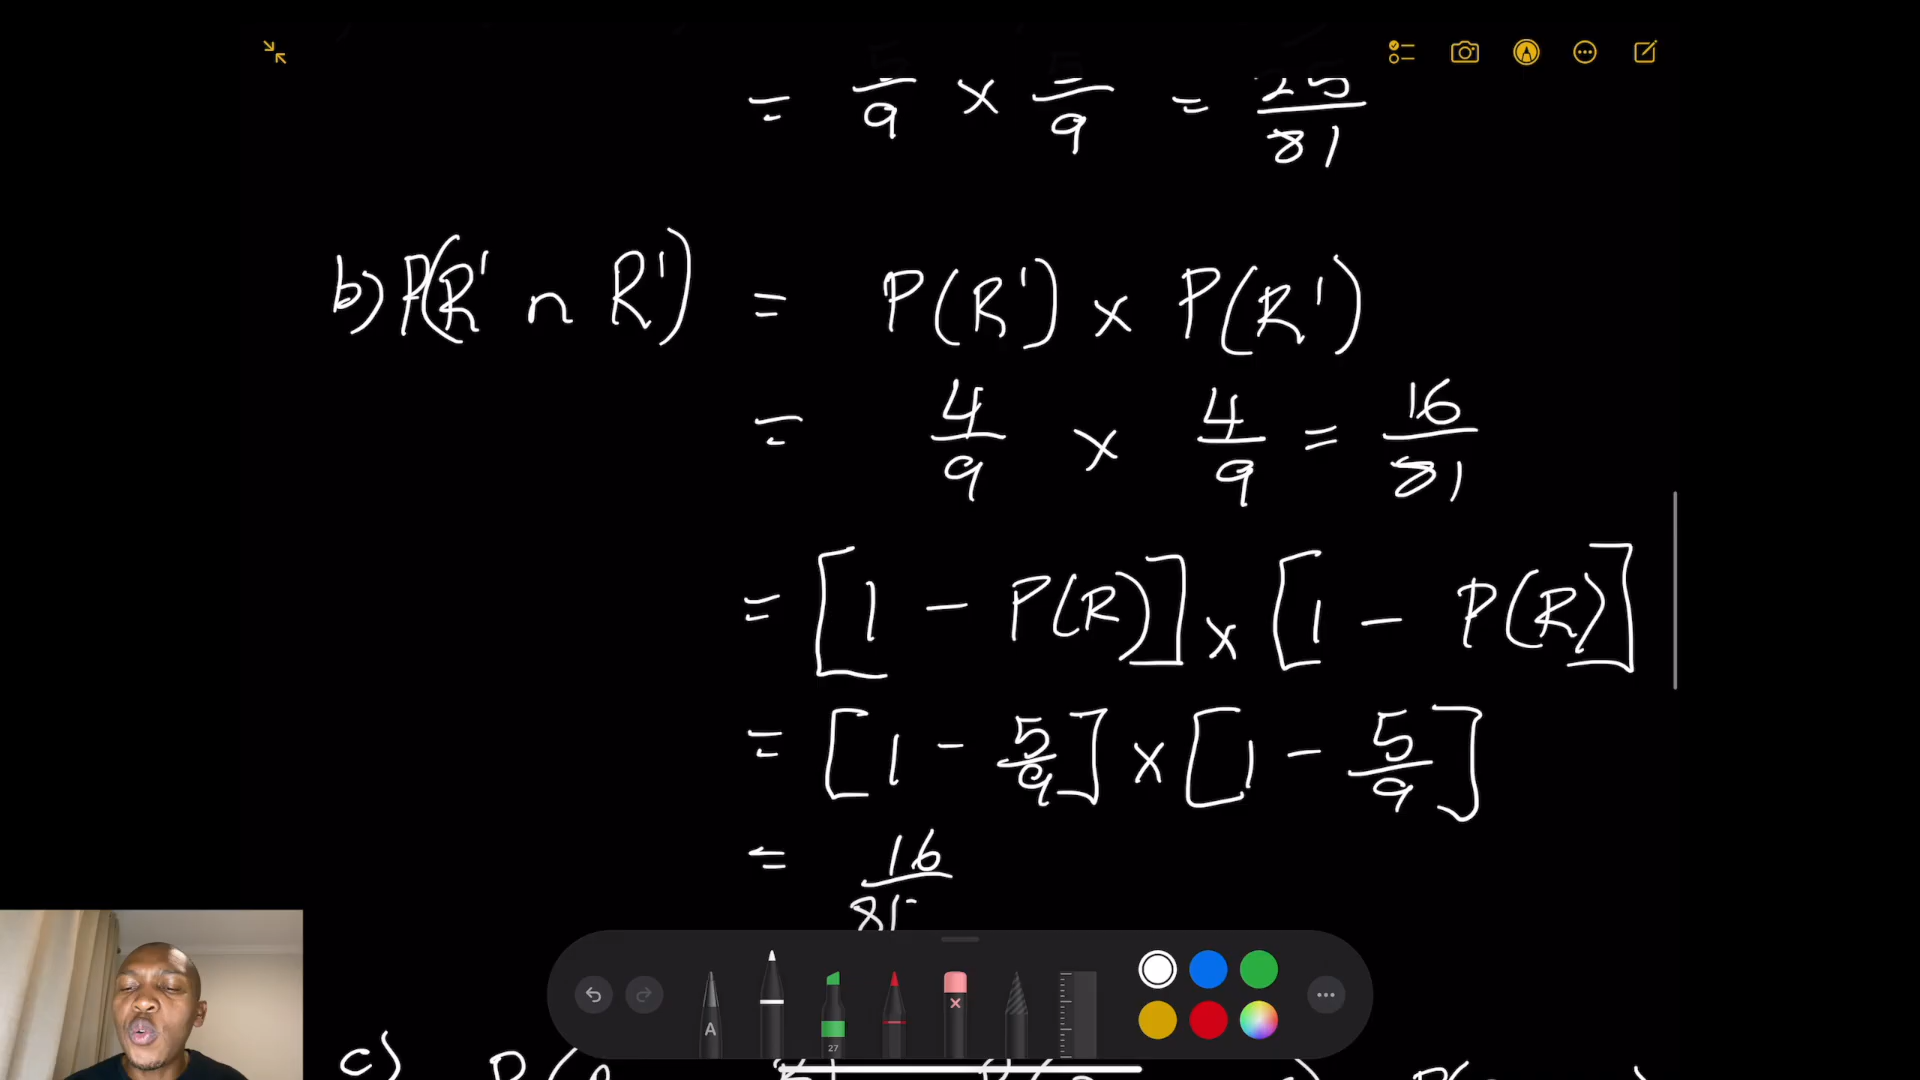 = 5/9 x 5/9 = 25/81
b) P(R' ∩ R') = P(R') x P(R')
= 4/9 x 4/9 = 16/81
= [1 - P(R)] x [1 - P(R)]
= [1 - 5/9] x [1 - 5/9]
= 16/81
A
27
c)